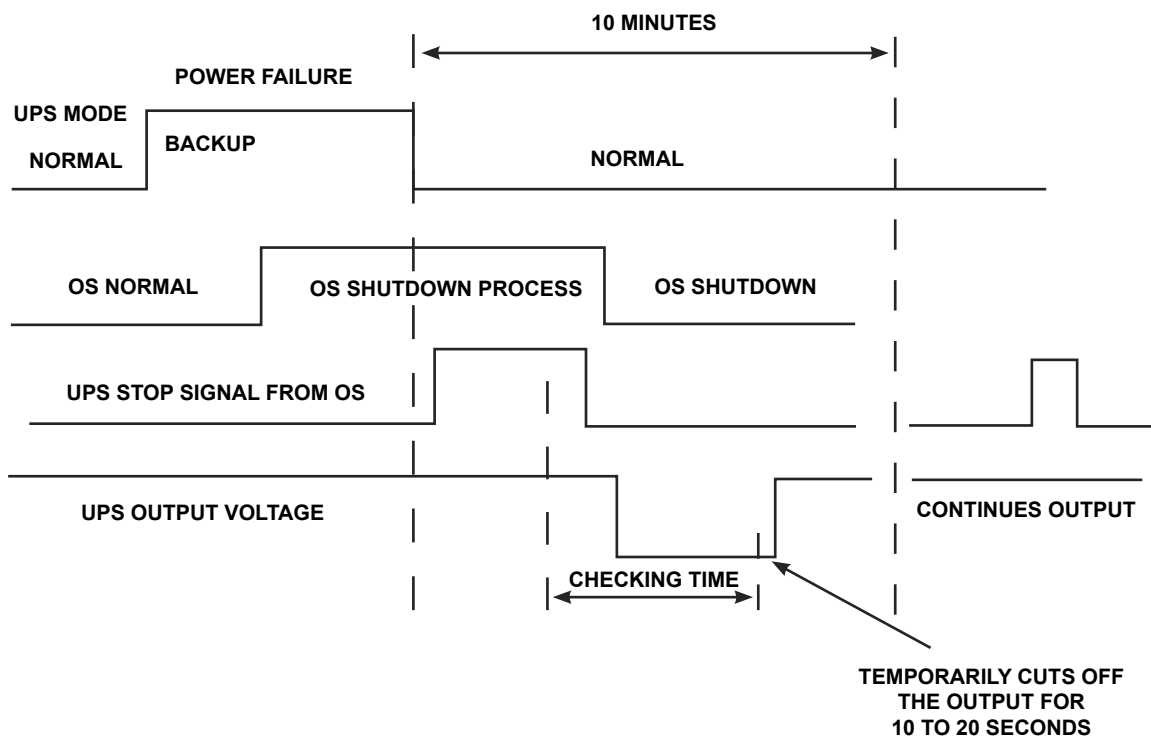 10 MINUTES
POWER FAILURE
UPS MODE
BACKUP
NORMAL
NORMAL
OS NORMAL
OS SHUTDOWN PROCESS
OS SHUTDOWN
UPS STOP SIGNAL FROM OS
UPS OUTPUT VOLTAGE
CONTINUES OUTPUT
CHECKING TIME
TEMPORARILY CUTS OFF
THE OUTPUT FOR
10 TO 20 SECONDS